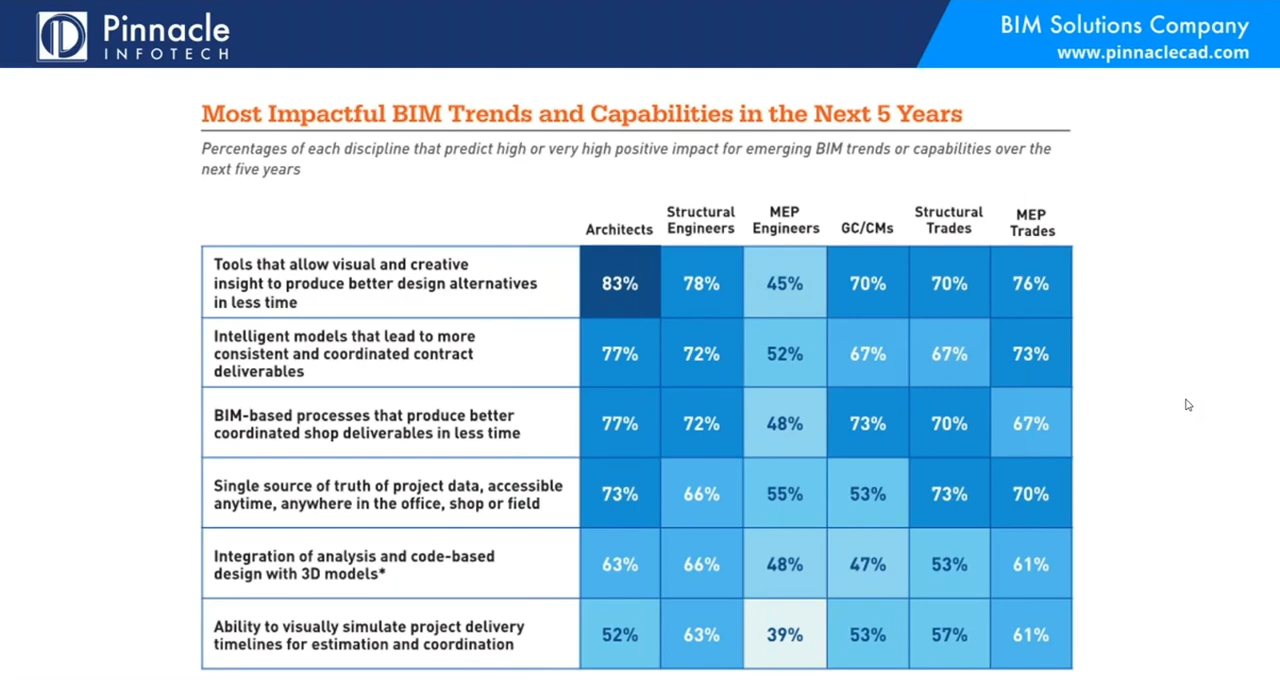 Pinnacle
INFOTECH
BIM Solutions Company
www.pinnaclecad.com
Most Impactful BIM Trends and Capabilities in the Next 5 Years
Percentages of each discipline that predict high or very high positive impact for emerging BIM trends or capabilities over the
next five years
Architects
Structural
Engineers
MEP
Engineers
GC/CMs
Structural
Trades
MEP
Trades
Tools that allow visual and creative
insight to produce better design alternatives
in less time
83% 78% 45% 70% 70% 76%
Intelligent models that lead to more
consistent and coordinated contract
deliverables
77% 72% 52% 67% 67% 73%
BIM-based processes that produce better
coordinated shop deliverables in less time
77% 72% 48% 73% 70% 67%
Single source of truth of project data, accessible
anytime, anywhere in the office, shop or field
73% 66% 55% 53% 73% 70%
Integration of analysis and code-based
design with 3D models*
63% 66% 48% 47% 53% 61%
Ability to visually simulate project delivery
timelines for estimation and coordination
52% 63% 39% 53% 57% 61%